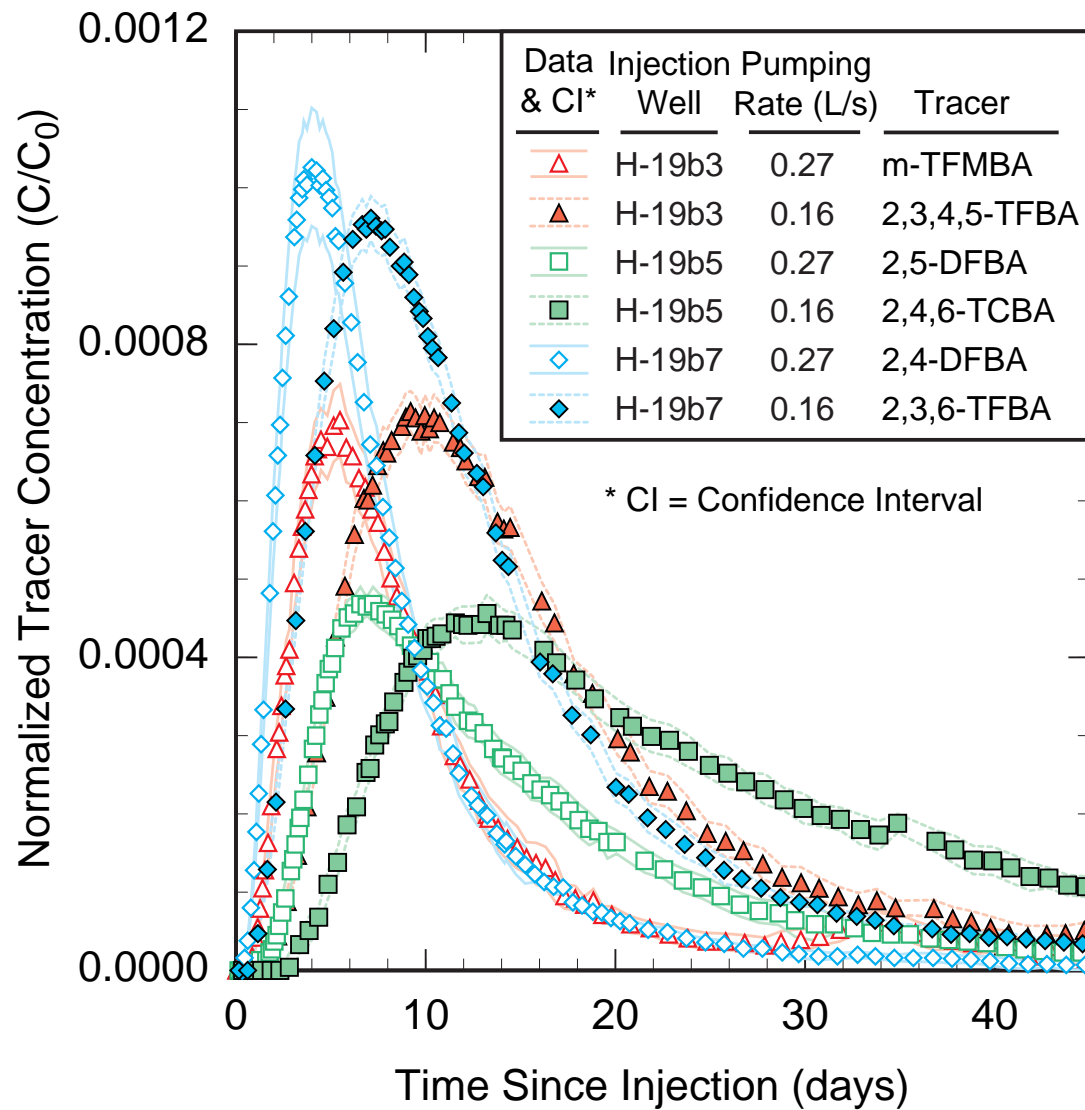 0.0012
0.0008
0.0004
0.0000
Normalized Tracer Concentration (C/C0)
Data Injection Pumping
& CI* Well Rate (L/s) Tracer
H-19b3 0.27 m-TFMBA
H-19b3 0.16 2,3,4,5-TFBA
H-19b5 0.27 2,5-DFBA
H-19b5 0.16 2,4,6-TCBA
H-19b7 0.27 2,4-DFBA
H-19b7 0.16 2,3,6-TFBA
* CI = Confidence Interval
0 10 20 30 40
Time Since Injection (days)